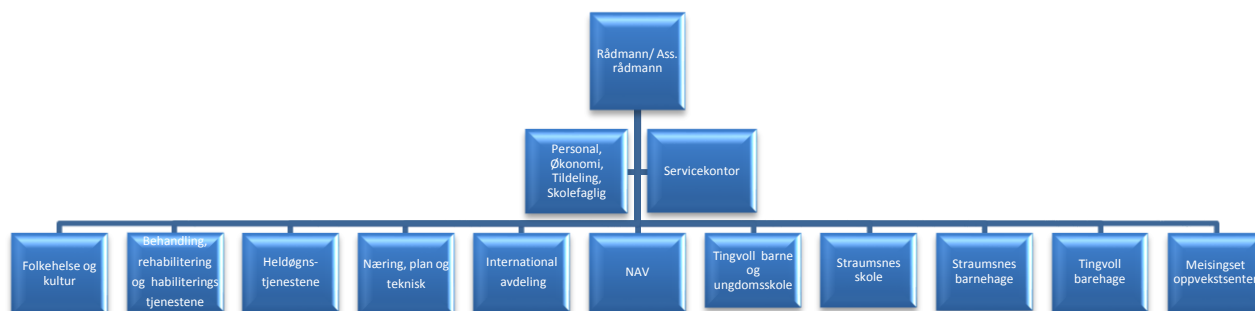 Rådmann/ Ass.
rådmann
Personal,
Økonomi,
Tildeling,
Skolefaglig
Servicekontor
Folkehelse og
kultur
Behandling,
rehabilitering
og habiliterings
tjenestene
Heldøgns-
tjenestene
Næring, plan og
teknisk
International
avdeling
NAV
Tingvoll barne
og
ungdomsskole
Straumsnes
skole
Straumsnes
barnehage
Tingvoll
barehage
Meisingset
oppvekstsenter